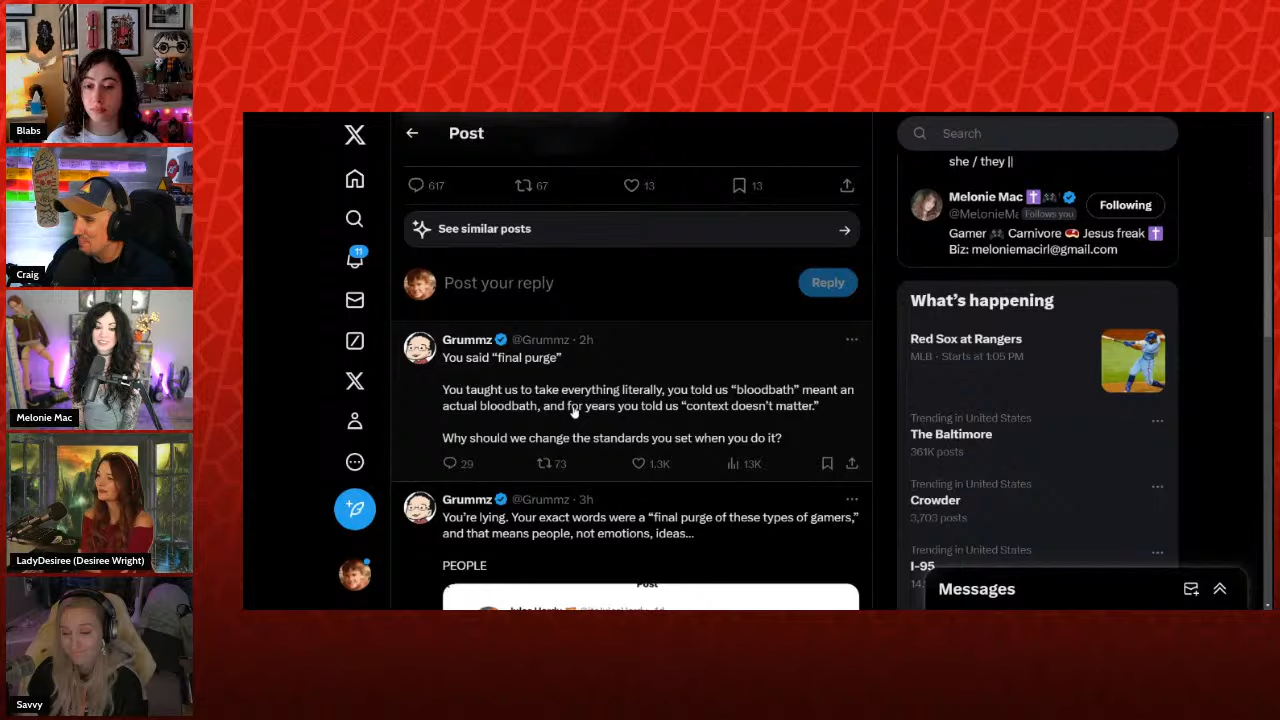 Blabs
Craig
Melonie Mac
LadyDesiree (Desiree Wright)
Savvy
Post
617
67
13
13
See similar posts
Post your reply
Reply
11
Grummz @Grummz · 2h
You said “final purge”
You taught us to take everything literally, you told us “bloodbath” meant an
actual bloodbath, and for years you told us “context doesn’t matter.”
Why should we change the standards you set when you do it?
29
73
1.3K
13K
Grummz @Grummz · 3h
You’re lying. Your exact words were a “final purge of these types of gamers,”
and that means people, not emotions, ideas…
PEOPLE
Post
Search
she / they ||
Melonie Mac
@MelonieMa
Follows you
Following
Gamer Carnivore Jesus freak
Biz: meloniemacirl@gmail.com
What’s happening
Red Sox at Rangers
MLB · Starts at 1:05 PM
Trending in United States
The Baltimore
361K posts
Trending in United States
Crowder
3,703 posts
Trending in United States
I-95
14
Messages